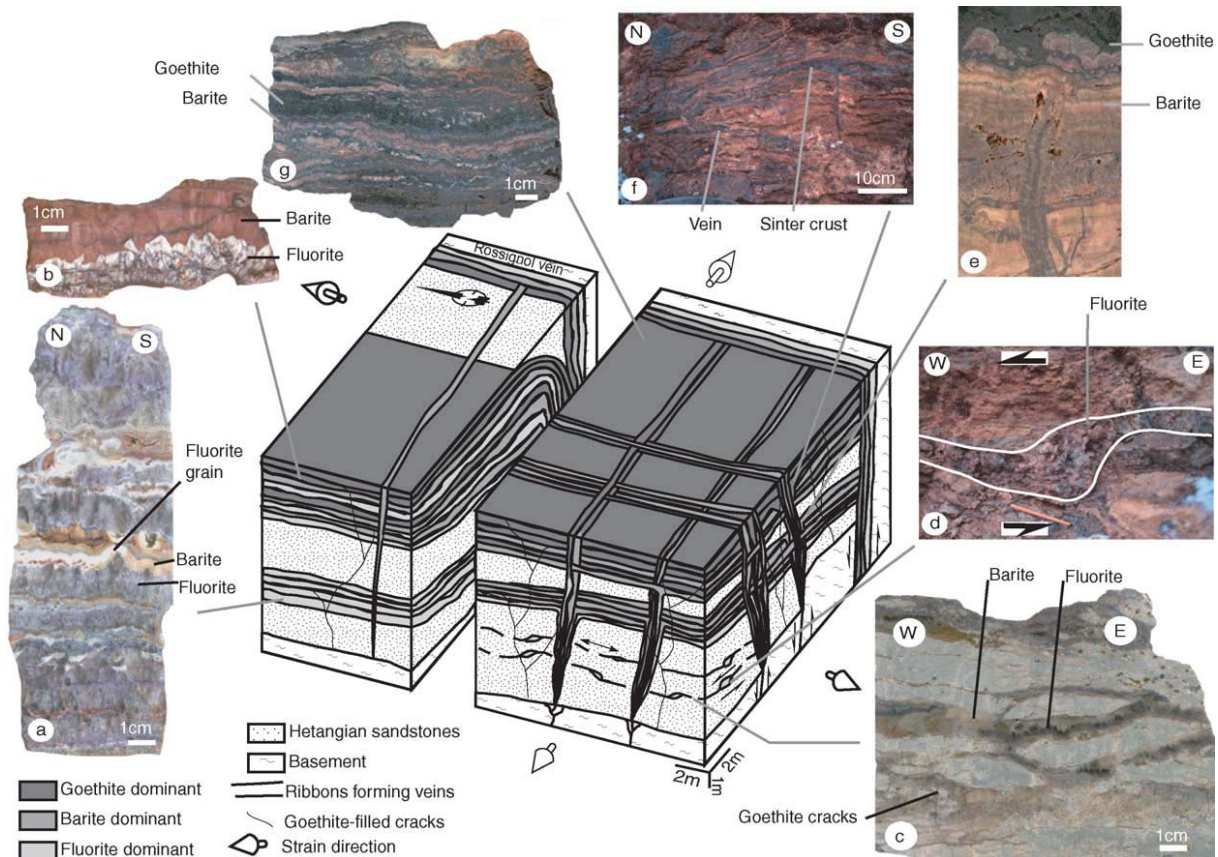 Goethite
Barite
g
1cm
N
S
f
10cm
Vein
Sinter crust
Goethite
Barite
e
1cm
Barite
Fluorite
b
Rossignol vein
N
S
Fluorite
grain
Barite
Fluorite
a
1cm
Fluorite
W
E
d
Barite
Fluorite
W
E
Goethite cracks
c
1cm
2m
2m
1m
Hetangian sandstones
Basement
Ribbons forming veins
Goethite-filled cracks
Strain direction
Goethite dominant
Barite dominant
Fluorite dominant